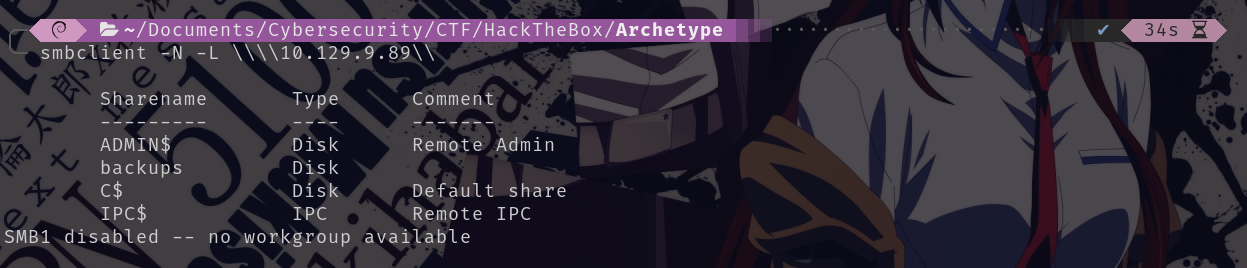 ~/Documents/Cybersecurity/CTF/HackTheBox/Archetype ✔ 34s
smbclient -N -L \\\\10.129.9.89\\
Sharename Type Comment
--------- ---- -------
ADMIN$ Disk Remote Admin
backups Disk
C$ Disk Default share
IPC$ IPC Remote IPC
SMB1 disabled -- no workgroup available